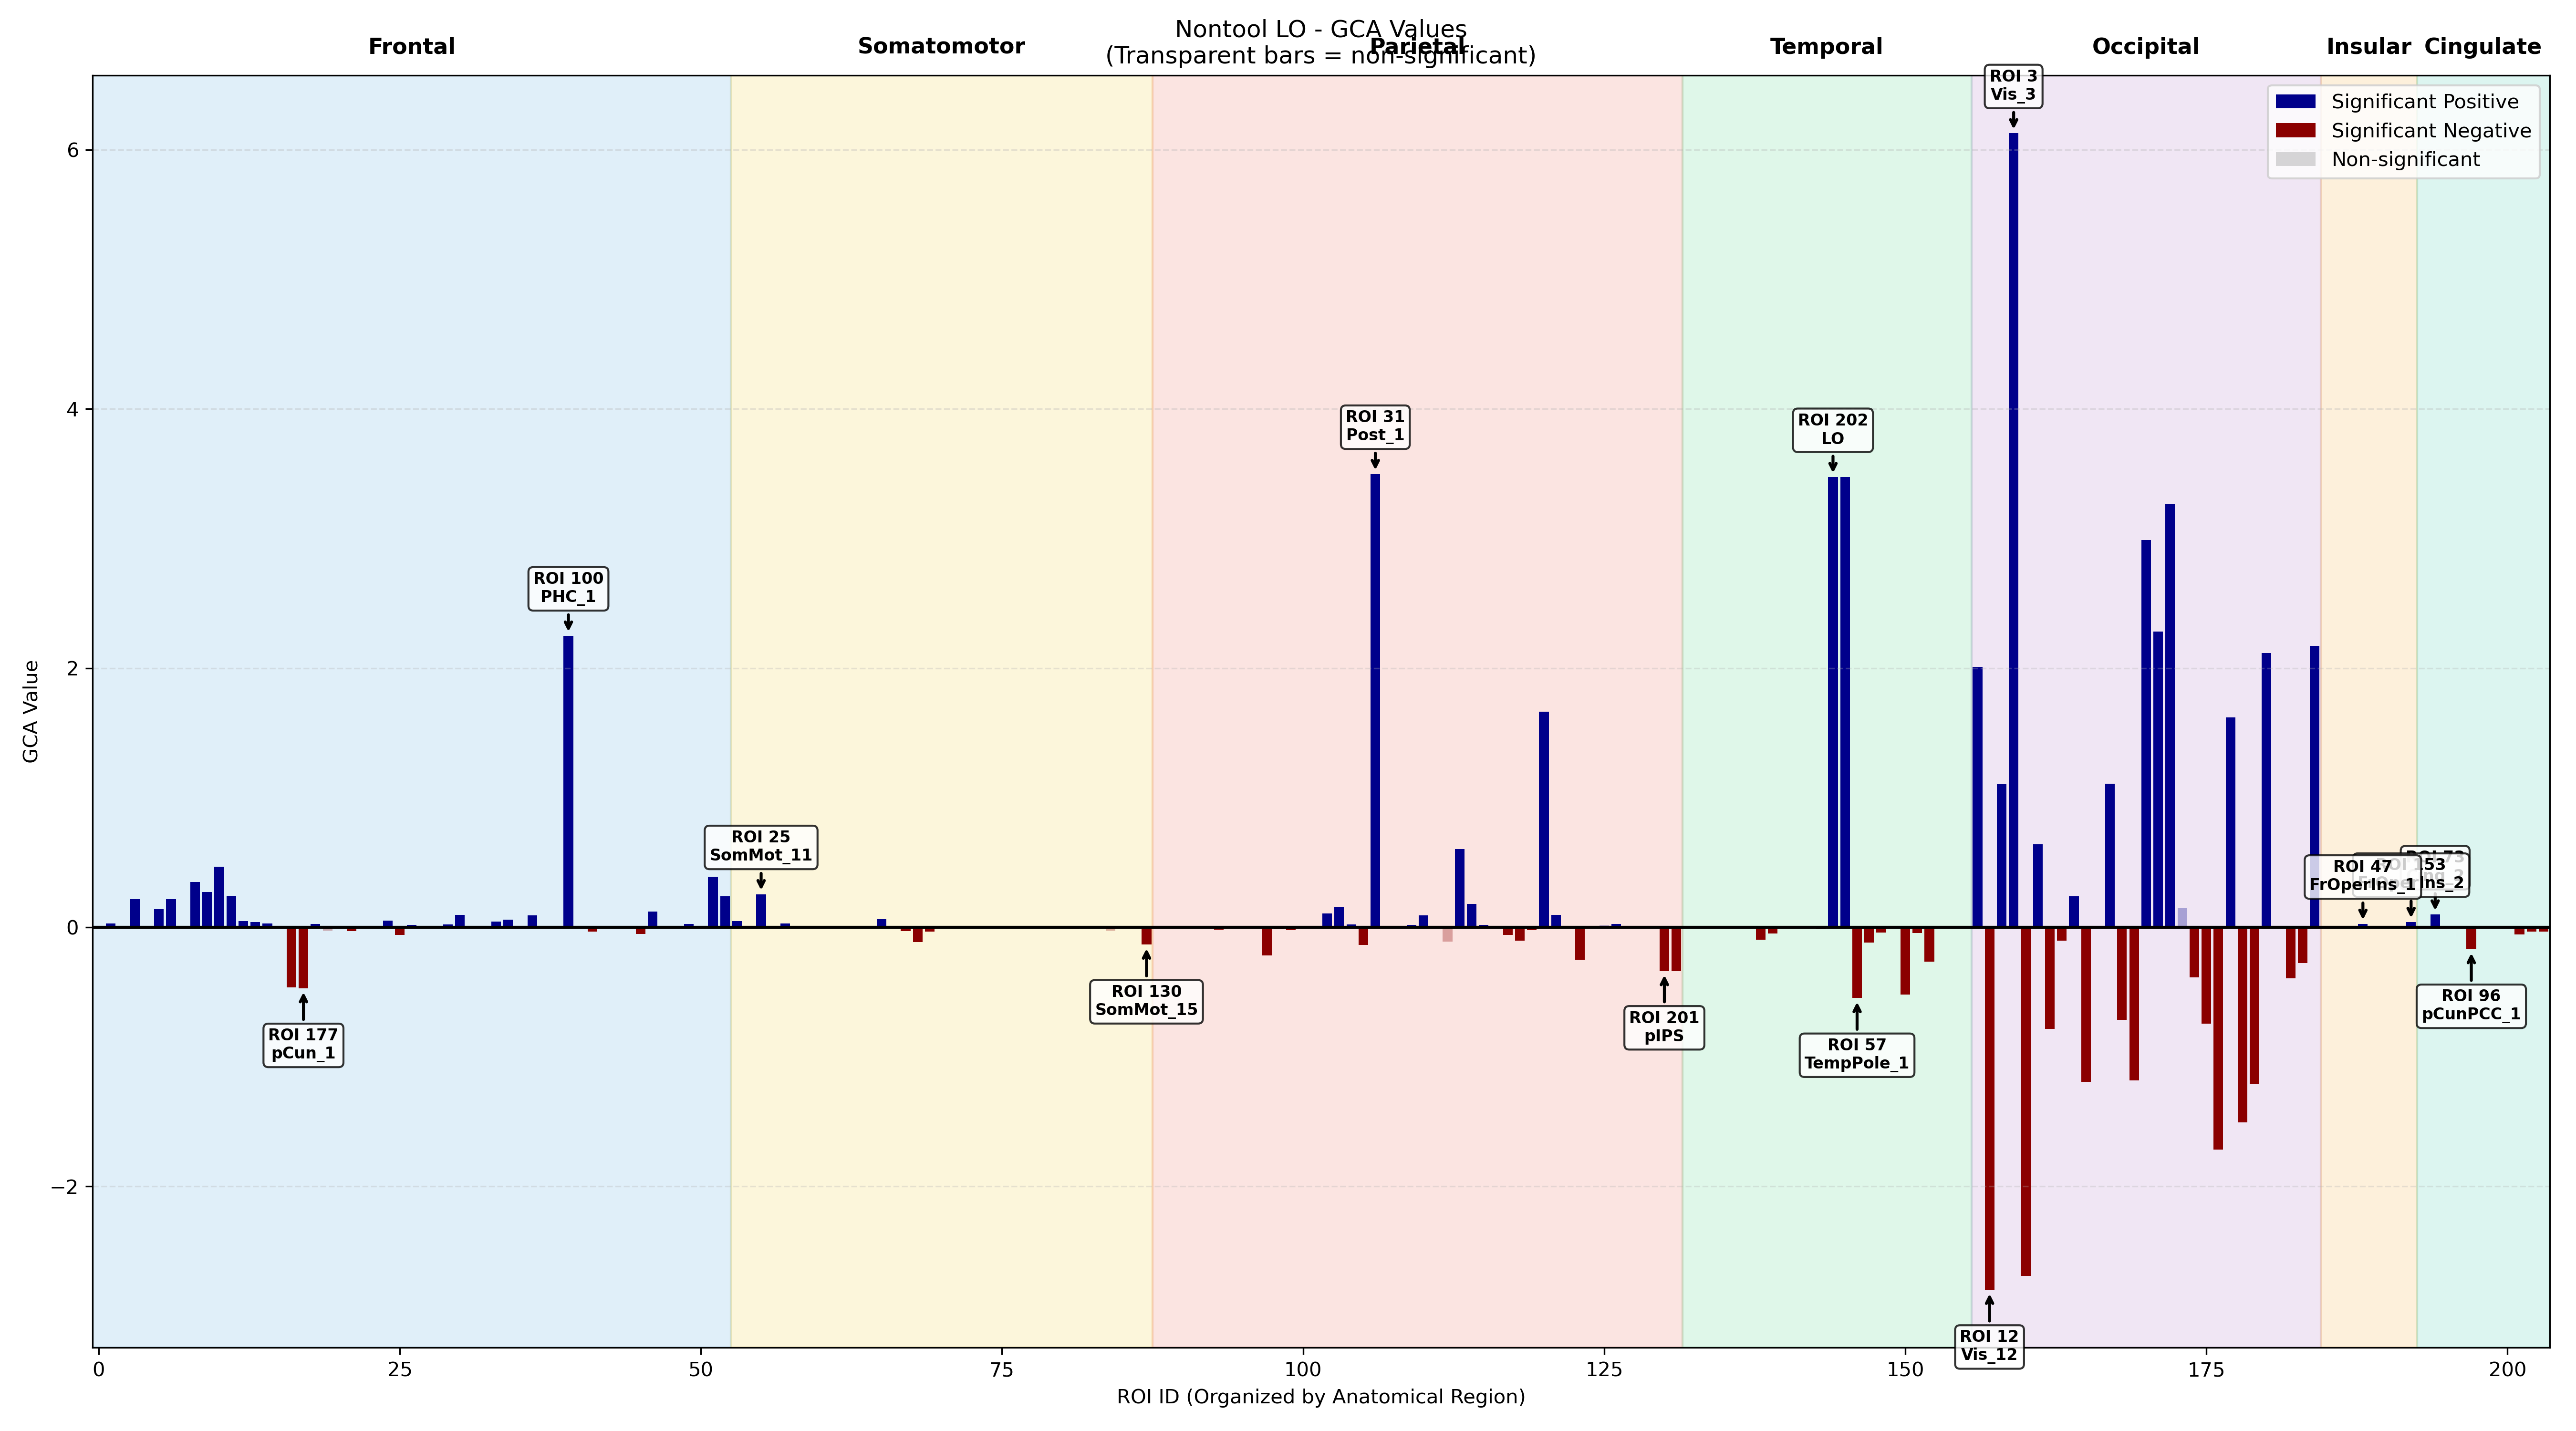 Nontool LO - GCA Values
(Transparent bars = non-significant)
Frontal
Somatomotor
Parietal
Temporal
Occipital
Insular
Cingulate
Significant Positive
Significant Negative
Non-significant
ROI 3
Vis_3
ROI 31
Post_1
ROI 202
LO
ROI 100
PHC_1
ROI 25
SomMot_11
ROI 47
FrOperIns_1
53
Ins_2
ROI 177
pCun_1
ROI 130
SomMot_15
ROI 201
pIPS
ROI 57
TempPole_1
ROI 96
pCunPCC_1
ROI 12
Vis_12
6
4
2
0
−2
GCA Value
0
25
50
75
100
125
150
175
200
ROI ID (Organized by Anatomical Region)